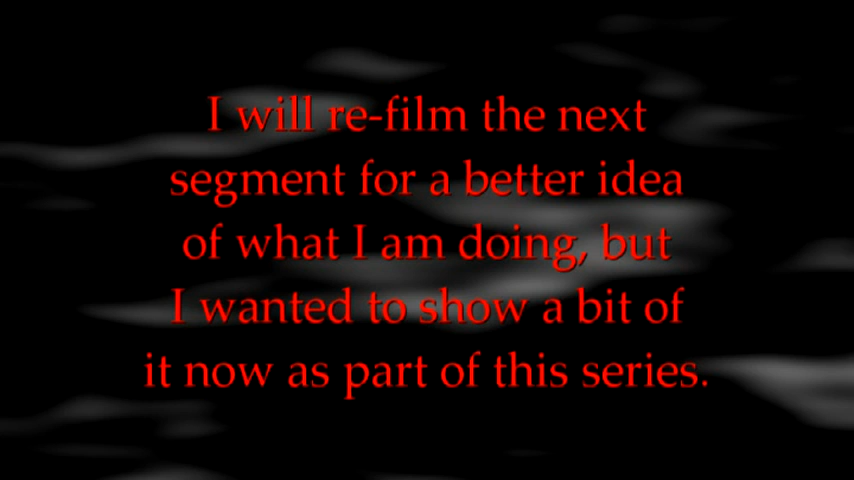 I will re-film the next
segment for a better idea
of what I am doing, but
I wanted to show a bit of
it now as part of this series.